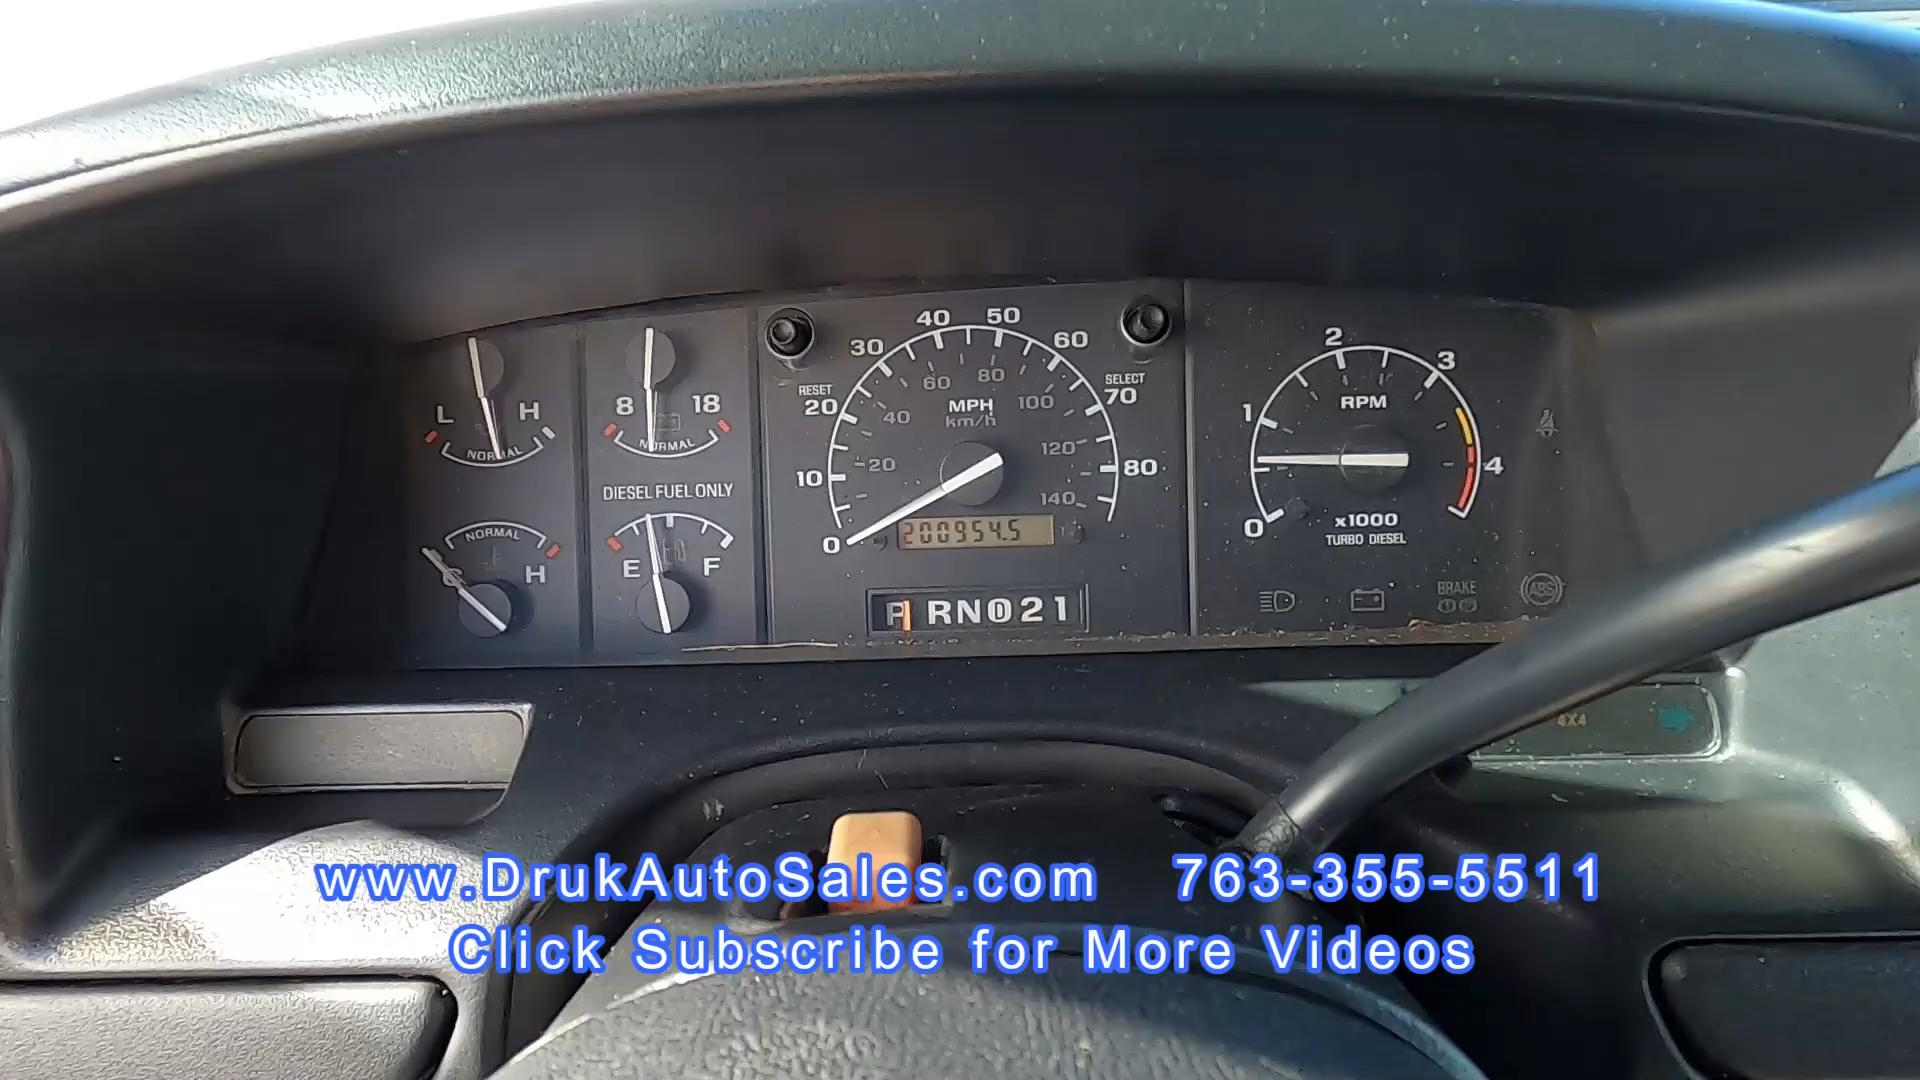 40 50
30 60
RESET 20
60 80
SELECT 70
40 MPH 100
km/h
10 20 120 80
140
0 200954.5
P RN D 21
L H
NORMAL
8 18
NORMAL
DIESEL FUEL ONLY
NORMAL
C H
E F
2
1 3
RPM
4
0 x1000
TURBO DIESEL
BRAKE
ABS
4X4
www.DrukAutoSales.com 763-355-5511
Click Subscribe for More Videos